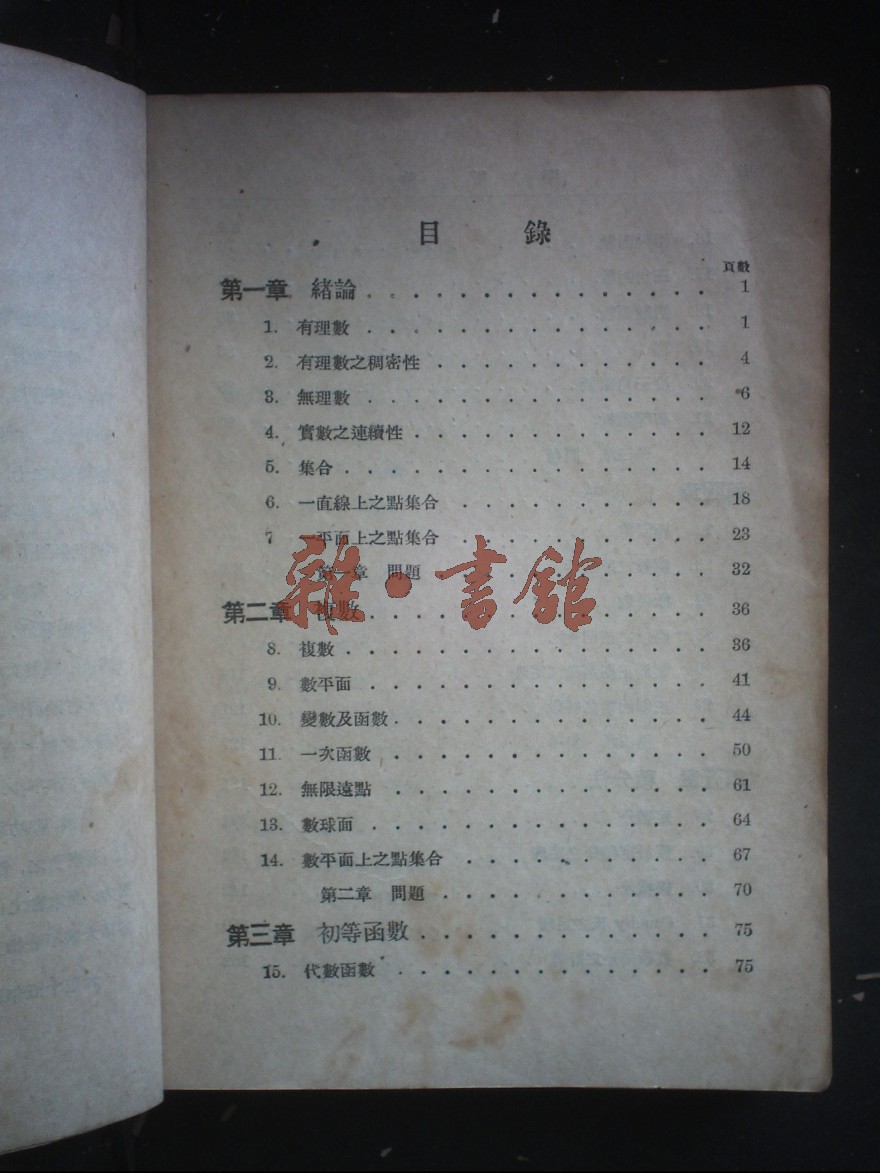 目 錄
頁數
第一章 緒論 . . . . . . . . . . . . . . . . 1
1. 有理數 . . . . . . . . . . . . . . . . 1
2. 有理數之稠密性 . . . . . . . . . . . . 4
3. 無理數 . . . . . . . . . . . . . . . . 6
4. 實數之連續性 . . . . . . . . . . . . . 12
5. 集合 . . . . . . . . . . . . . . . . 14
6. 一直線上之點集合 . . . . . . . . . . . 18
7 一平面上之點集合 . . . . . . . . . . . 23
第一章 問題 . . . . . . . . . . . . 32
雜·書館
第二章 複數 . . . . . . . . . . . . . . . . 36
8. 複數 . . . . . . . . . . . . . . . . 36
9. 數平面 . . . . . . . . . . . . . . . 41
10. 變數及函數 . . . . . . . . . . . . . . 44
11. 一次函數 . . . . . . . . . . . . . . 50
12. 無限遠點 . . . . . . . . . . . . . . 61
13. 數球面 . . . . . . . . . . . . . . . 64
14. 數平面上之點集合 . . . . . . . . . . . 67
第二章 問題 . . . . . . . . . . . . 70
第三章 初等函數 . . . . . . . . . . . . . . 75
15. 代數函數 . . . . . . . . . . . . . . 75